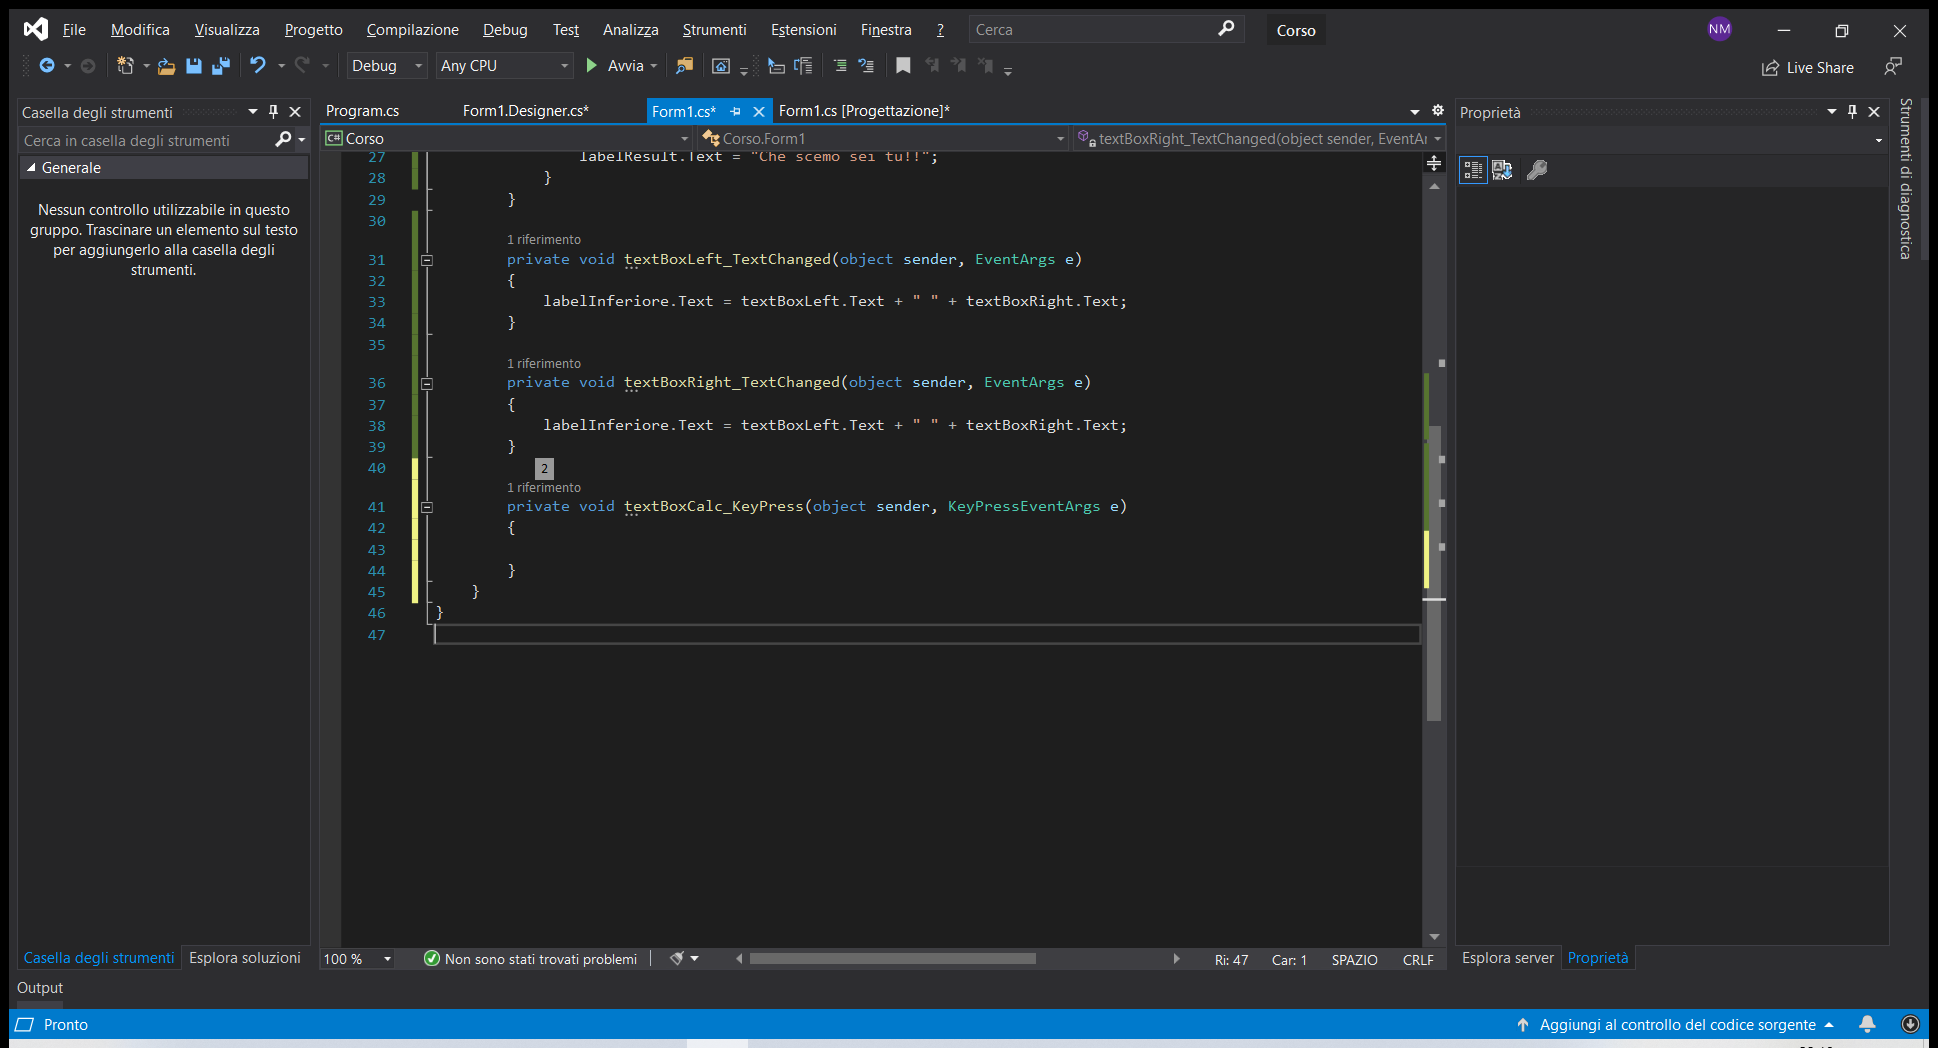 File Modifica Visualizza Progetto Compilazione Debug Test Analizza Strumenti Estensioni Finestra ? Cerca Corso NM
Debug Any CPU Avvia Live Share
Casella degli strumenti
Cerca in casella degli strumenti
Generale
Nessun controllo utilizzabile in questo
gruppo. Trascinare un elemento sul testo
per aggiungerlo alla casella degli
strumenti.
Program.cs Form1.Designer.cs* Form1.cs* Form1.cs [Progettazione]*
C# Corso Corso.Form1 textBoxRight_TextChanged(object sender, EventAr
27 labelResult.Text = "Che scemo sei tu!!";
28 }
29 }
30
1 riferimento
31 private void textBoxLeft_TextChanged(object sender, EventArgs e)
32 {
33 labelInferiore.Text = textBoxLeft.Text + " " + textBoxRight.Text;
34 }
35
1 riferimento
36 private void textBoxRight_TextChanged(object sender, EventArgs e)
37 {
38 labelInferiore.Text = textBoxLeft.Text + " " + textBoxRight.Text;
39 }
40 2
1 riferimento
41 private void textBoxCalc_KeyPress(object sender, KeyPressEventArgs e)
42 {
43
44 }
45 }
46 }
47
Proprietà
Strumenti di diagnostica
Casella degli strumenti Esplora soluzioni
100 % Non sono stati trovati problemi Ri: 47 Car: 1 SPAZIO CRLF
Esplora server Proprietà
Output
Pronto Aggiungi al controllo del codice sorgente